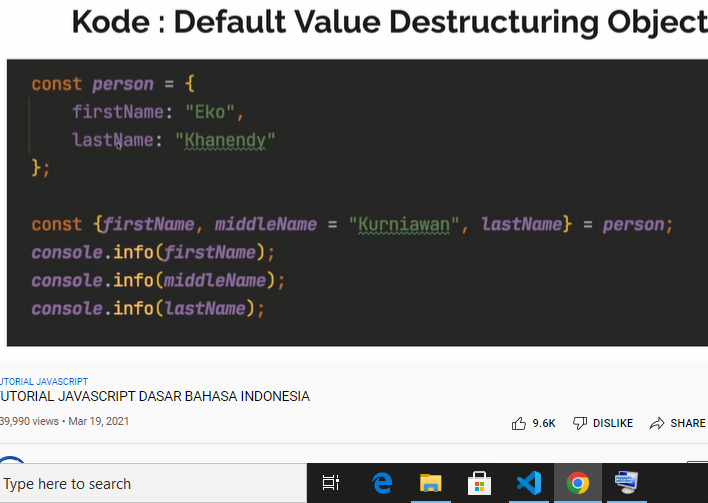 Kode : Default Value Destructuring Object
const person = {
firstName: "Eko",
lastName: "Khanendy"
};
const {firstName, middleName = "Kurniawan", lastName} = person;
console.info(firstName);
console.info(middleName);
console.info(lastName);
UTORIAL JAVASCRIPT
TUTORIAL JAVASCRIPT DASAR BAHASA INDONESIA
39,990 views • Mar 19, 2021
9.6K DISLIKE SHARE
Type here to search